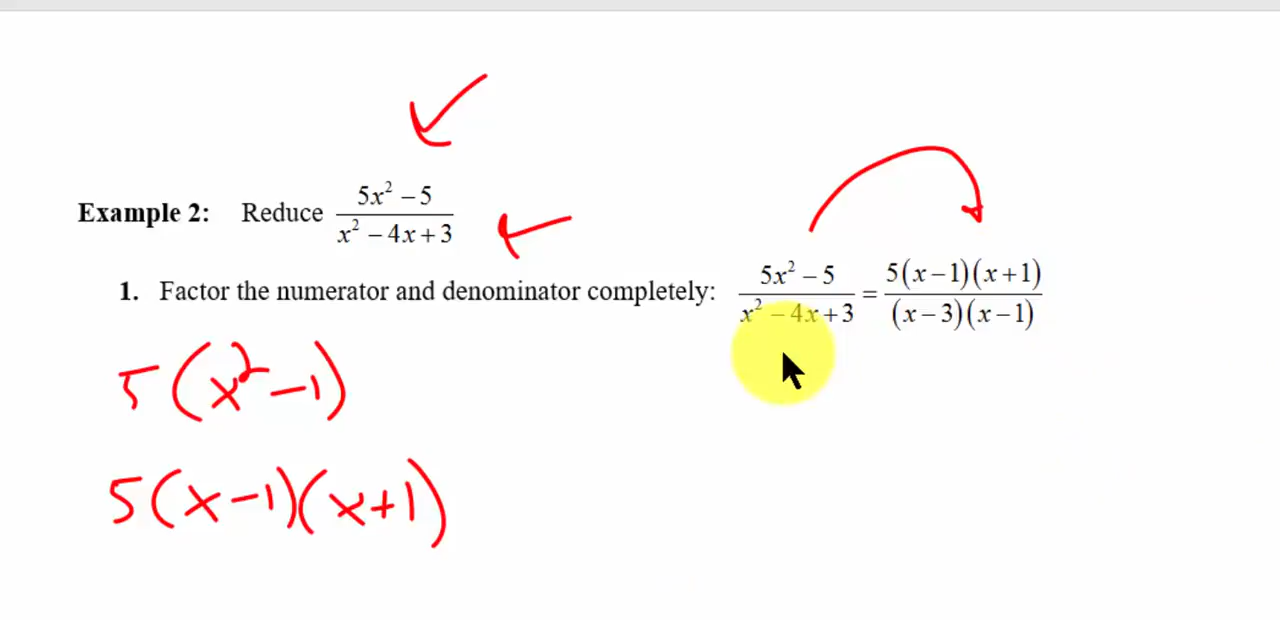 Example 2: Reduce (5x² − 5)/(x² − 4x + 3)
1. Factor the numerator and denominator completely: (5x² − 5)/(x² − 4x + 3) = 5(x − 1)(x + 1)/(x − 3)(x − 1)
5(x² − 1)
5(x − 1)(x + 1)